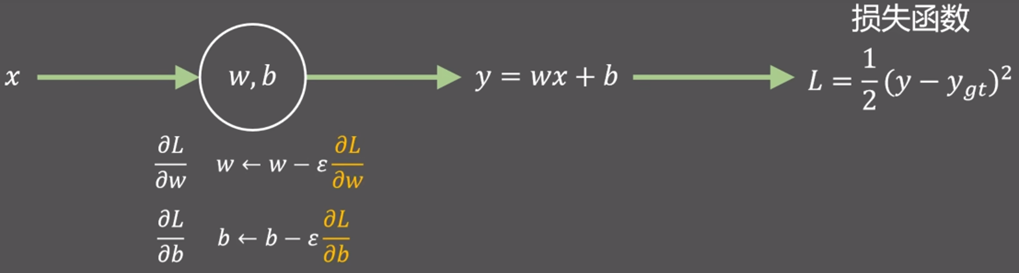 损失函数
x w, b y = wx + b L = 1/2 (y − y_gt)²
∂L/∂w w ← w − ε ∂L/∂w
∂L/∂b b ← b − ε ∂L/∂b